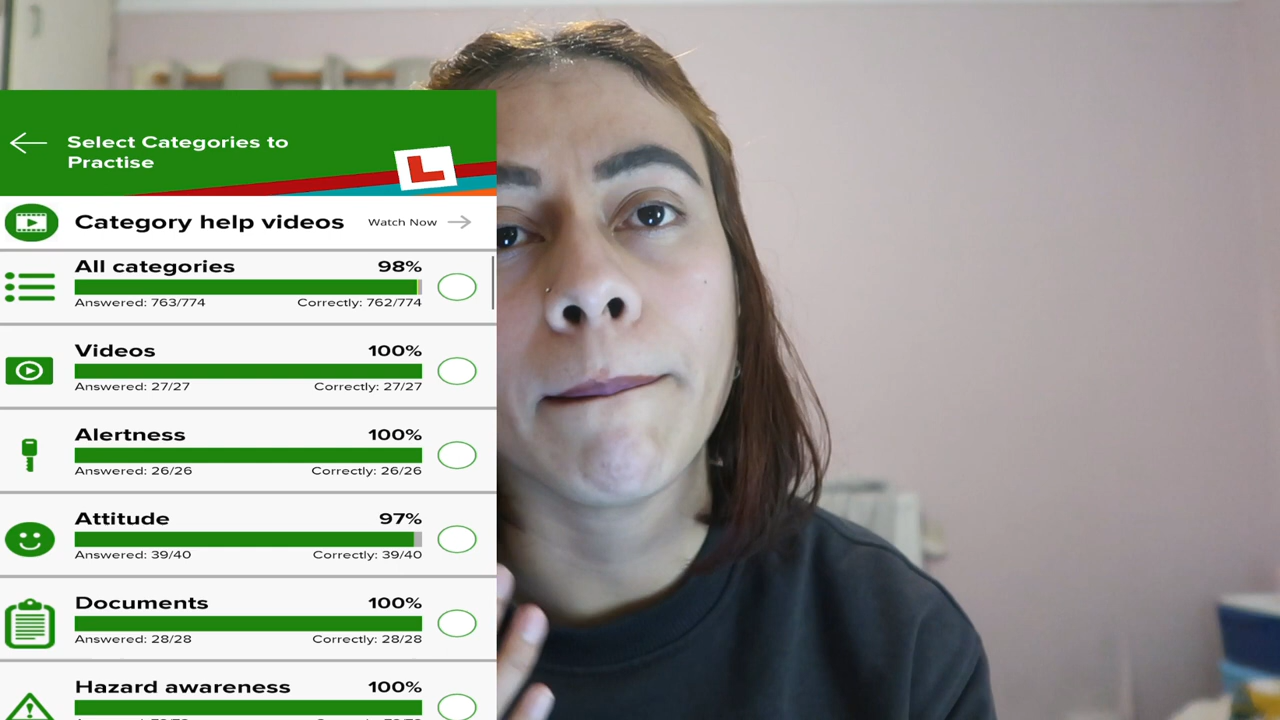 Select Categories to
Practise
L
Category help videos
Watch Now
All categories 98%
Answered: 763/774 Correctly: 762/774
Videos 100%
Answered: 27/27 Correctly: 27/27
Alertness 100%
Answered: 26/26 Correctly: 26/26
Attitude 97%
Answered: 39/40 Correctly: 39/40
Documents 100%
Answered: 28/28 Correctly: 28/28
Hazard awareness 100%